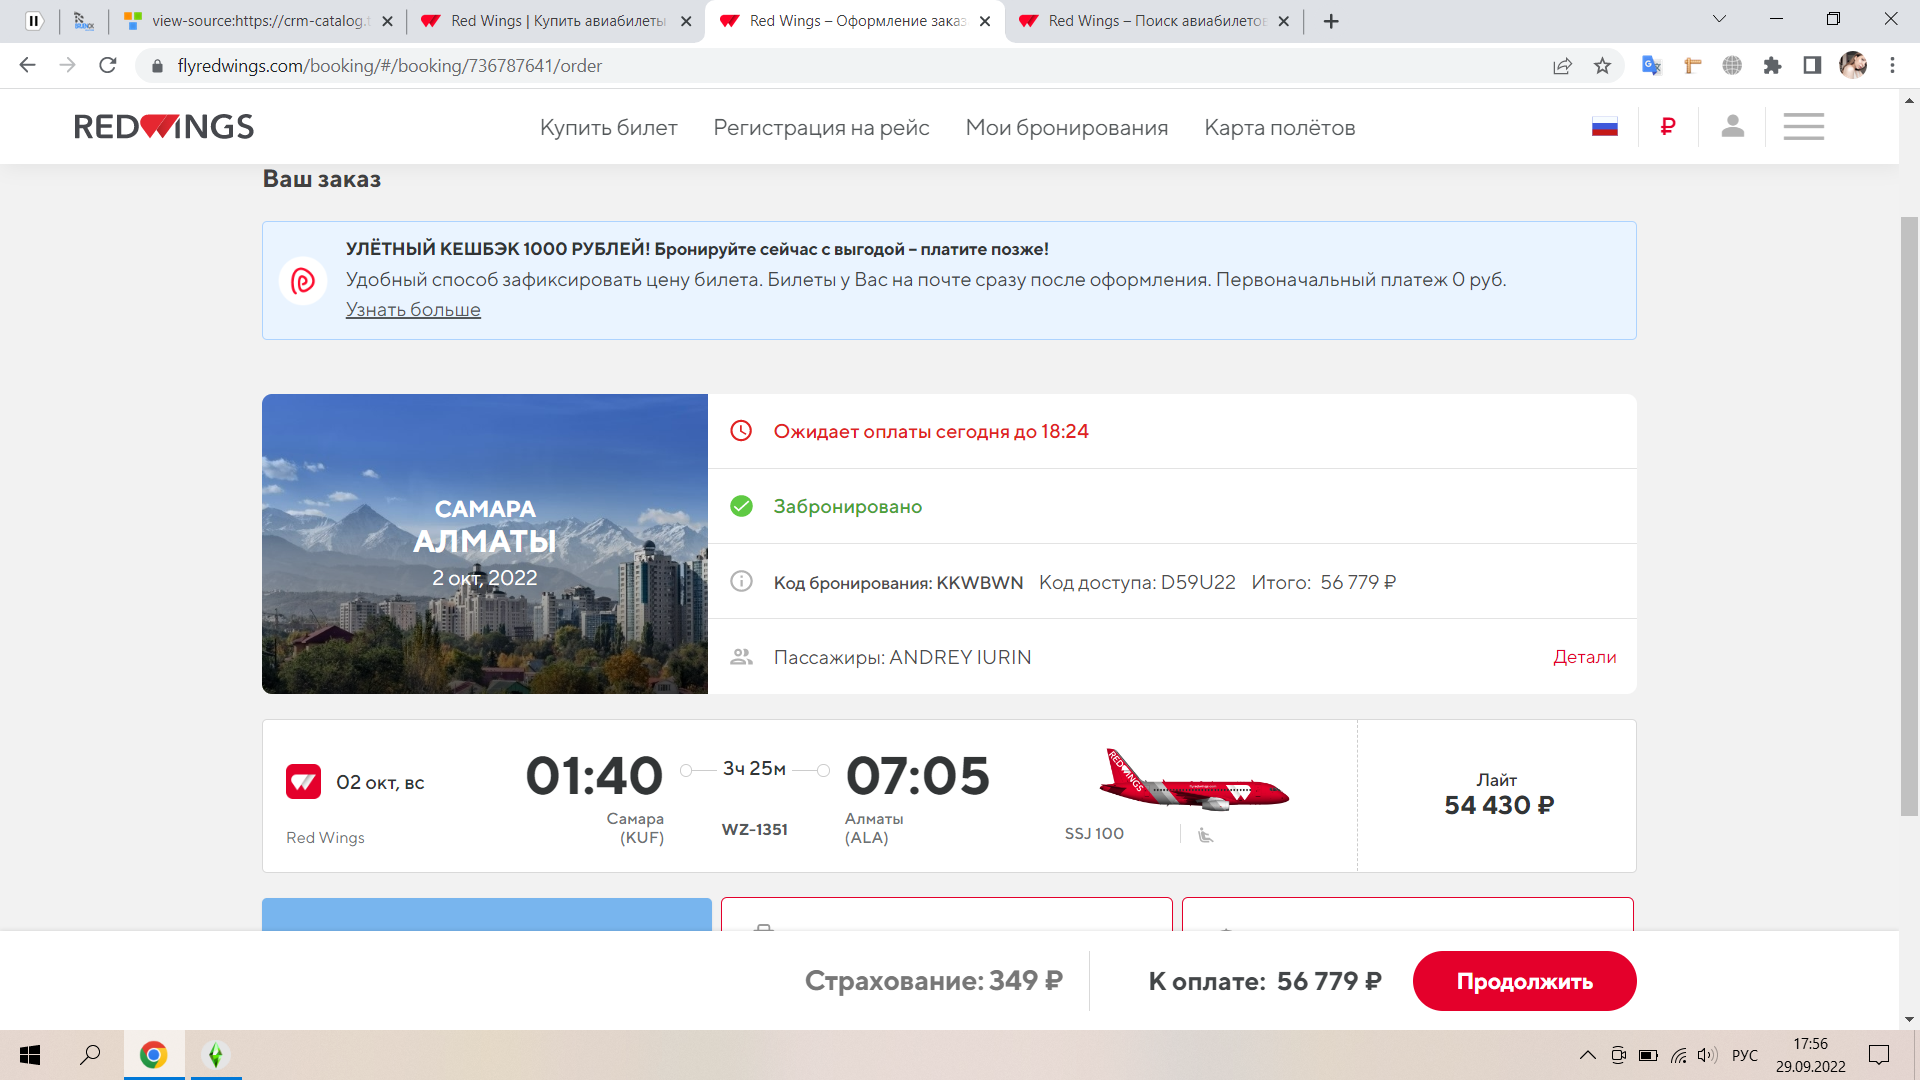 view-source:https://crm-catalog.
Red Wings | Купить авиабилеты
Red Wings – Оформление заказ
Red Wings – Поиск авиабилетов
flyredwings.com/booking/#/booking/736787641/order
REDWINGS
Купить билет
Регистрация на рейс
Мои бронирования
Карта полётов
₽
Ваш заказ
УЛЁТНЫЙ КЕШБЭК 1000 РУБЛЕЙ! Бронируйте сейчас с выгодой – платите позже!
Удобный способ зафиксировать цену билета. Билеты у Вас на почте сразу после оформления. Первоначальный платеж 0 руб.
Узнать больше
САМАРА
АЛМАТЫ
2 окт, 2022
Ожидает оплаты сегодня до 18:24
Забронировано
Код бронирования: KKWBWN Код доступа: D59U22 Итого: 56 779 ₽
Пассажиры: ANDREY IURIN
Детали
02 окт, вс
Red Wings
01:40
Самара
(KUF)
3ч 25м
WZ-1351
07:05
Алматы
(ALA)
REDWINGS
SSJ 100
Лайт
54 430 ₽
Страхование: 349 ₽
К оплате: 56 779 ₽
Продолжить
РУС
17:56
29.09.2022